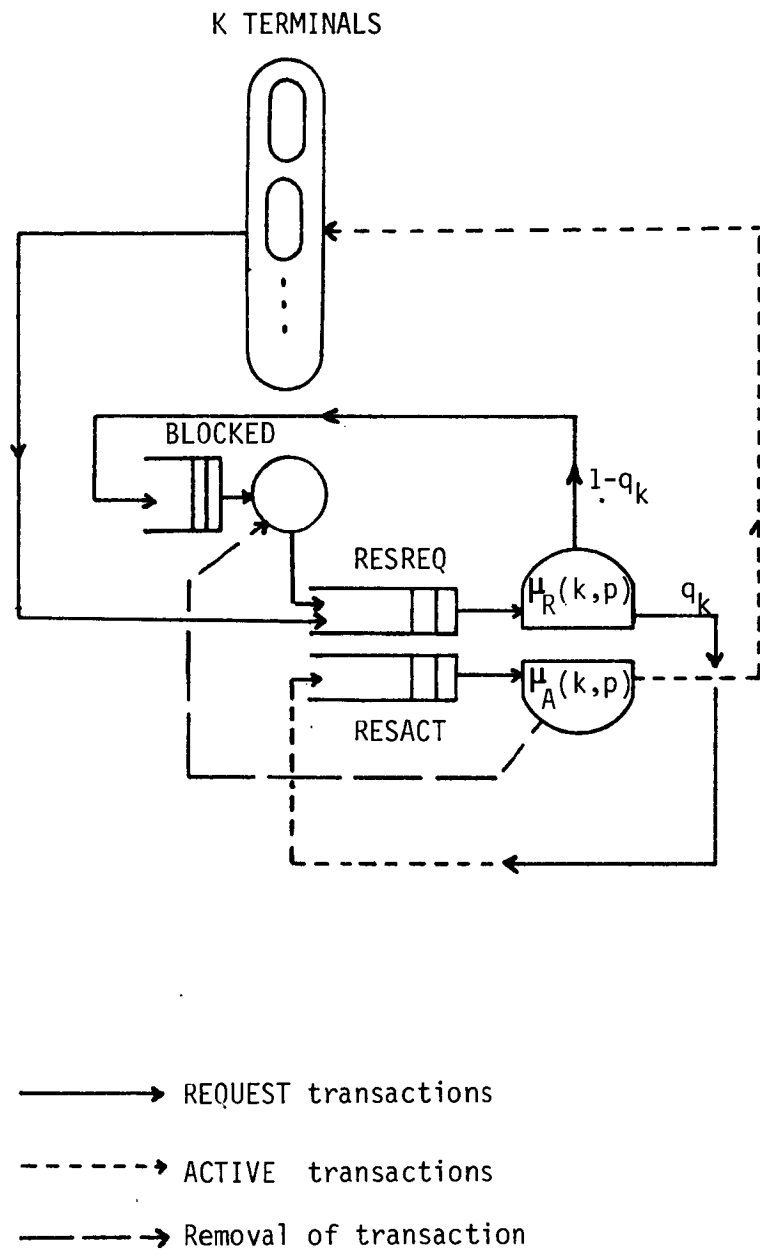 K TERMINALS
BLOCKED
1-q_k
RESREQ
μ_R(k,p)
q_k
μ_A(k,p)
RESACT
REQUEST transactions
ACTIVE transactions
Removal of transaction